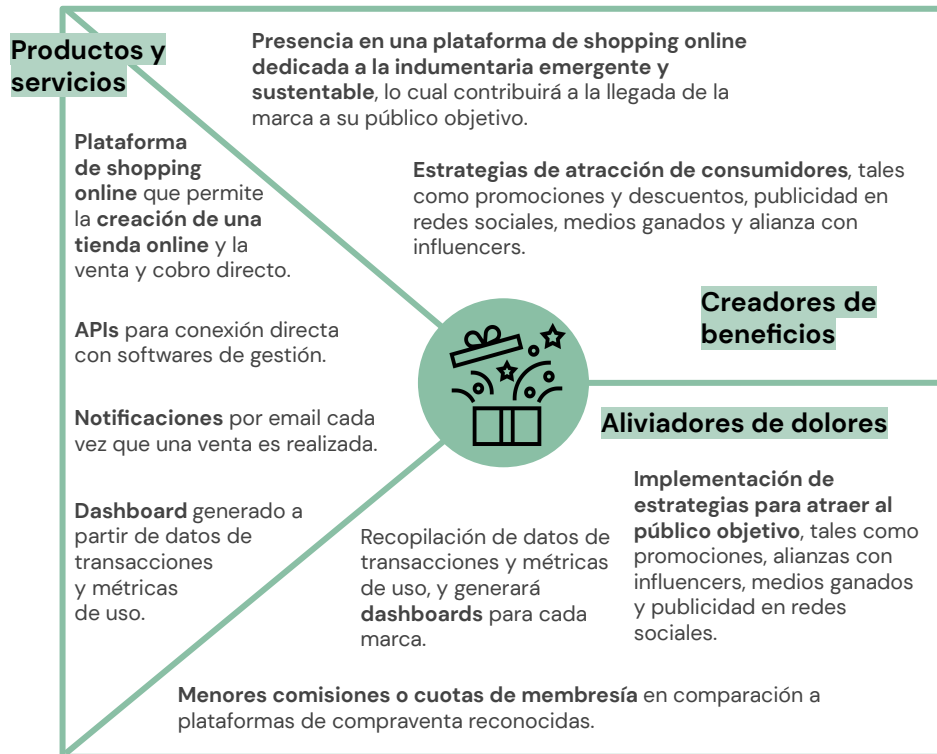 Productos y
servicios
Plataforma
de shopping
online que permite
la creación de una
tienda online y la
venta y cobro directo.
APIs para conexión directa
con softwares de gestión.
Notificaciones por email cada
vez que una venta es realizada.
Dashboard generado a
partir de datos de
transacciones
y métricas
de uso.
Presencia en una plataforma de shopping online
dedicada a la indumentaria emergente y
sustentable, lo cual contribuirá a la llegada de la
marca a su público objetivo.
Estrategias de atracción de consumidores, tales
como promociones y descuentos, publicidad en
redes sociales, medios ganados y alianza con
influencers.
Creadores de
beneficios
Aliviadores de dolores
Implementación de
estrategias para atraer al
público objetivo, tales como
promociones, alianzas con
influencers, medios ganados
y publicidad en redes
sociales.
Recopilación de datos de
transacciones y métricas
de uso, y generará
dashboards para cada
marca.
Menores comisiones o cuotas de membresía en comparación a
plataformas de compraventa reconocidas.